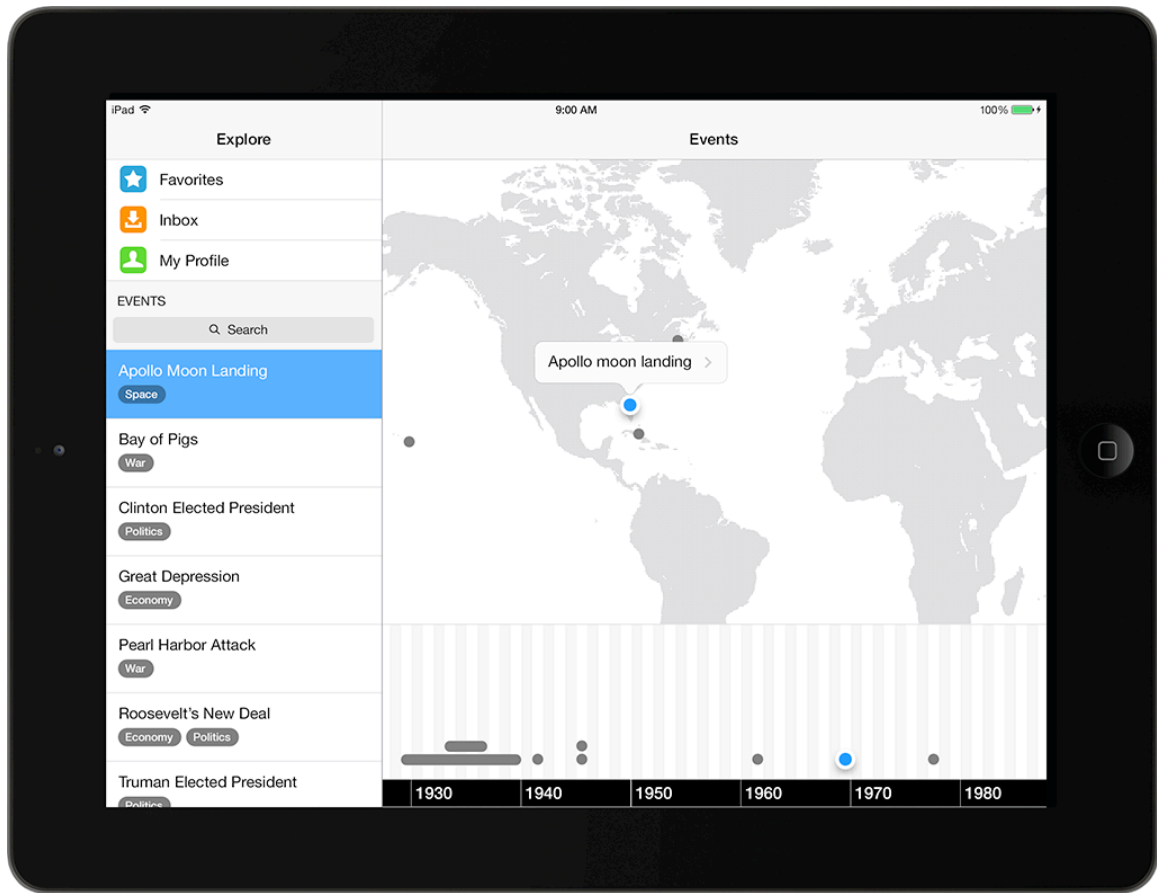 iPad
9:00 AM
100%
Explore
Events
Favorites
Inbox
My Profile
EVENTS
Search
Apollo Moon Landing
Space
Bay of Pigs
War
Clinton Elected President
Politics
Great Depression
Economy
Pearl Harbor Attack
War
Roosevelt's New Deal
Economy Politics
Truman Elected President
Politics
Apollo moon landing
1930 1940 1950 1960 1970 1980